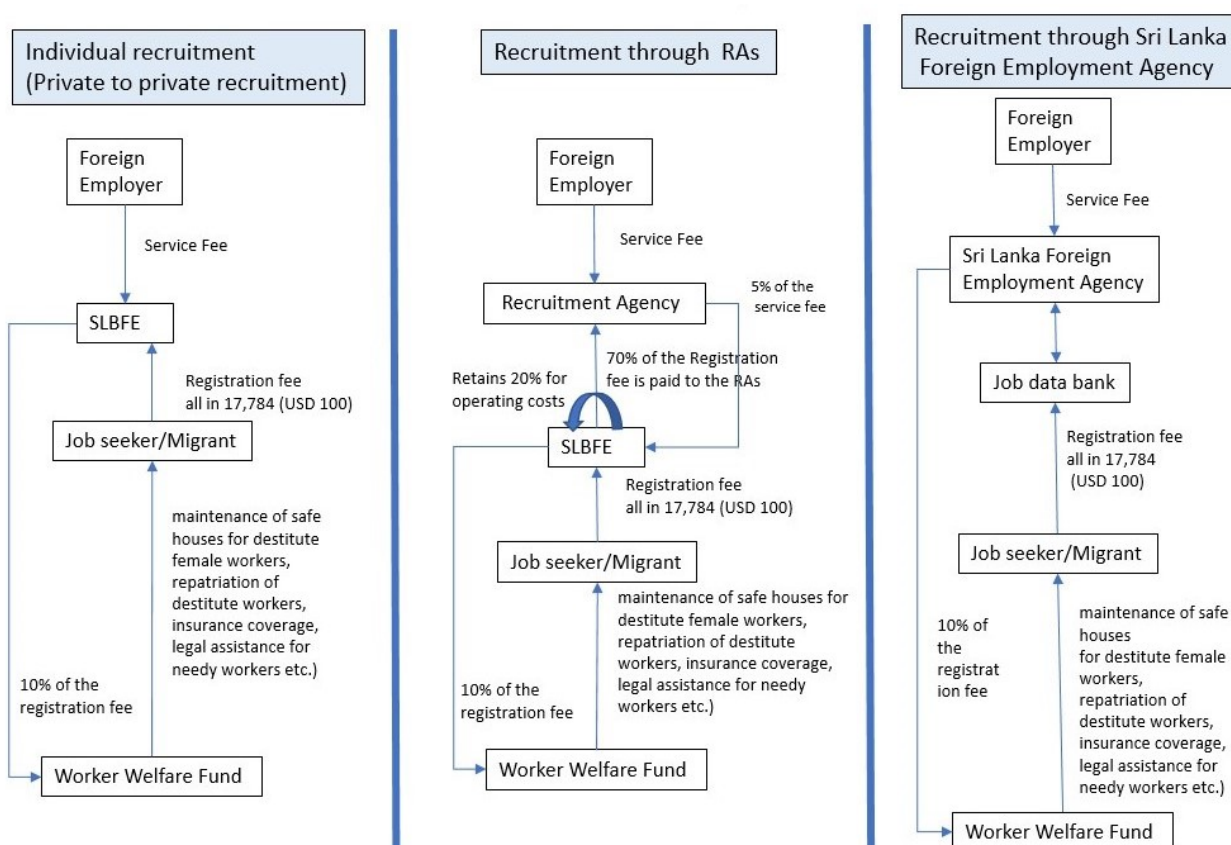 Individual recruitment
(Private to private recruitment)
Foreign
Employer
Service Fee
SLBFE
Registration fee
all in 17,784 (USD 100)
Job seeker/Migrant
maintenance of safe
houses for destitute
female workers,
repatriation of
destitute workers,
insurance coverage,
legal assistance for
needy workers etc.)
10% of the
registration fee
Worker Welfare Fund
Recruitment through RAs
Foreign
Employer
Service Fee
Recruitment Agency
5% of the
service fee
70% of the Registration
fee is paid to the RAs
Retains 20% for
operating costs
SLBFE
Registration fee
all in 17,784 (USD 100)
Job seeker/Migrant
maintenance of safe houses for
destitute female workers,
repatriation of destitute
workers, insurance coverage,
legal assistance for needy
workers etc.)
10% of the
registration fee
Worker Welfare Fund
Recruitment through Sri Lanka
Foreign Employment Agency
Foreign
Employer
Service Fee
Sri Lanka Foreign
Employment Agency
Job data bank
Registration fee
all in 17,784
(USD 100)
Job seeker/Migrant
10% of
the
registrat
ion fee
maintenance of safe
houses
for destitute female
workers,
repatriation of
destitute workers,
insurance coverage,
legal assistance for
needy workers etc.)
Worker Welfare Fund